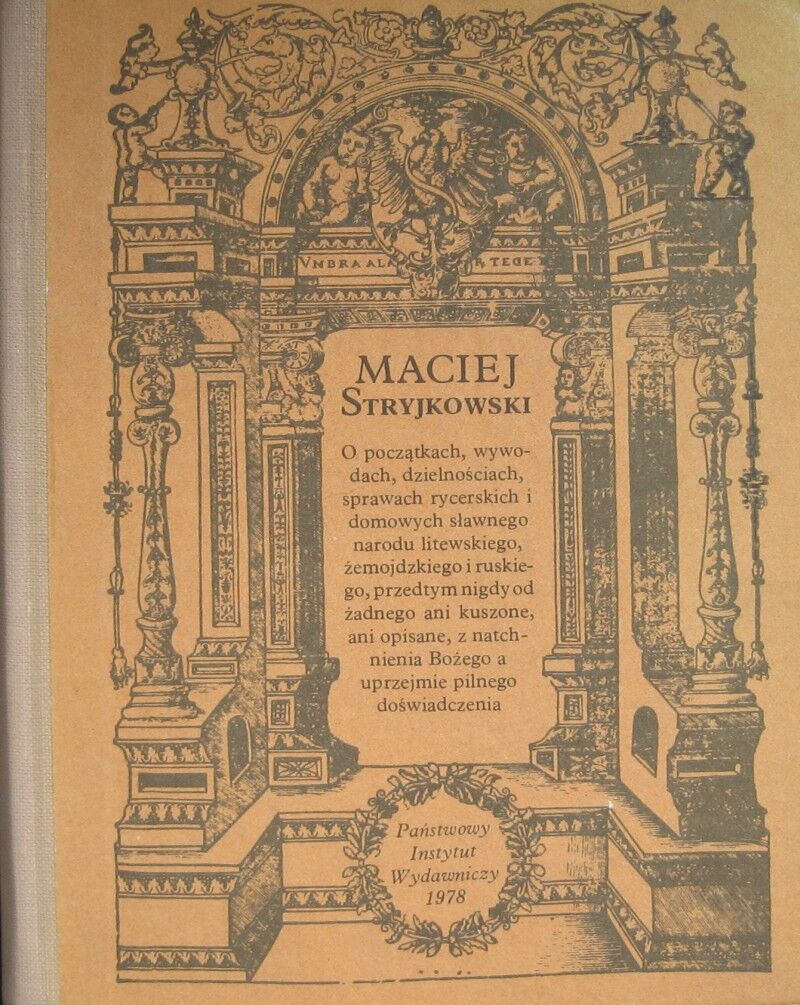 VMBRA ALA
TEGE
MACIEJ
STRYJKOWSKI
O początkach, wywo-
dach, dzielnościach,
sprawach rycerskich i
domowych sławnego
narodu litewskiego,
żemojdzkiego i ruskie-
go, przedtym nigdy od
żadnego ani kuszone,
ani opisane, z natch-
nienia Bożego a
uprzejmie pilnego
doświadczenia
Państwowy
Instytut
Wydawniczy
1978